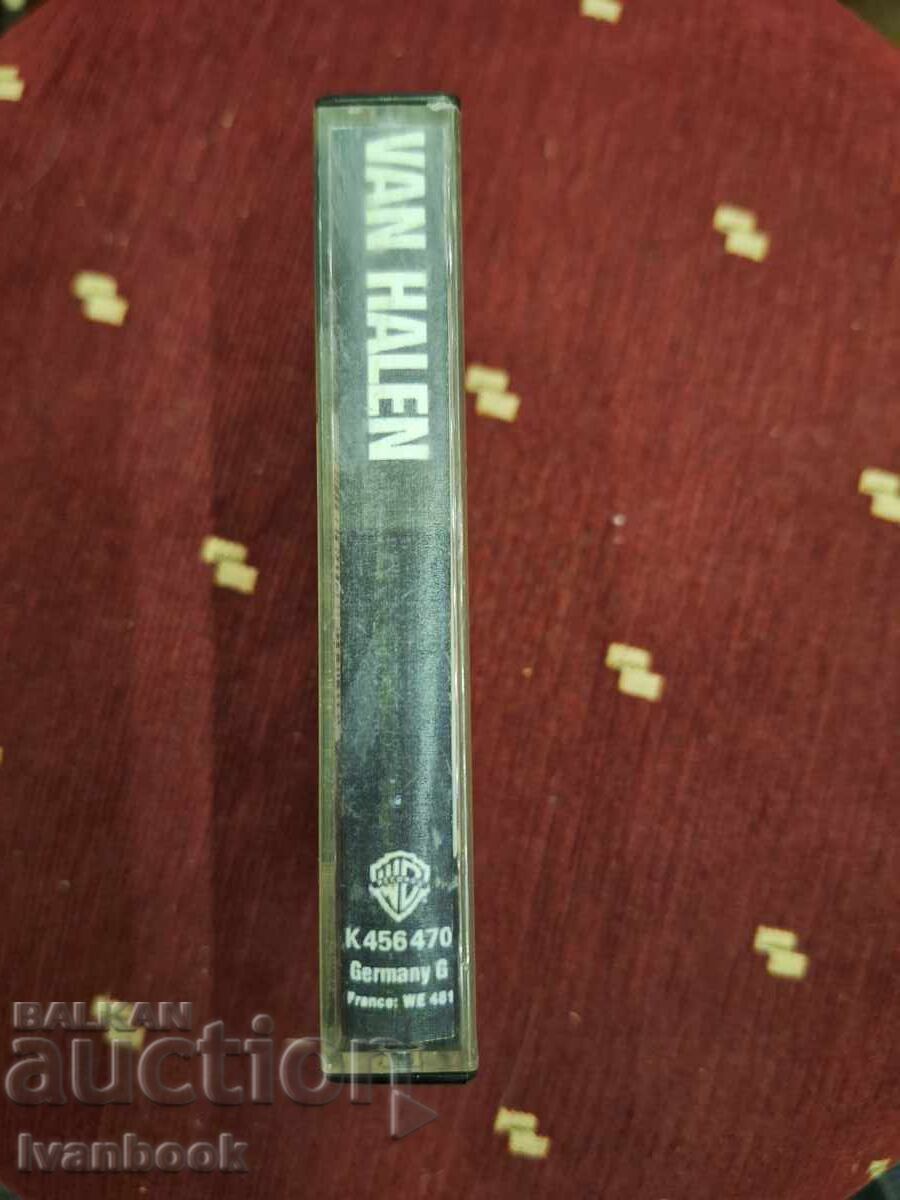 VAN HALEN
K 456 470
Germany G
France: WE 481
BALKAN
auction
Ivanbook